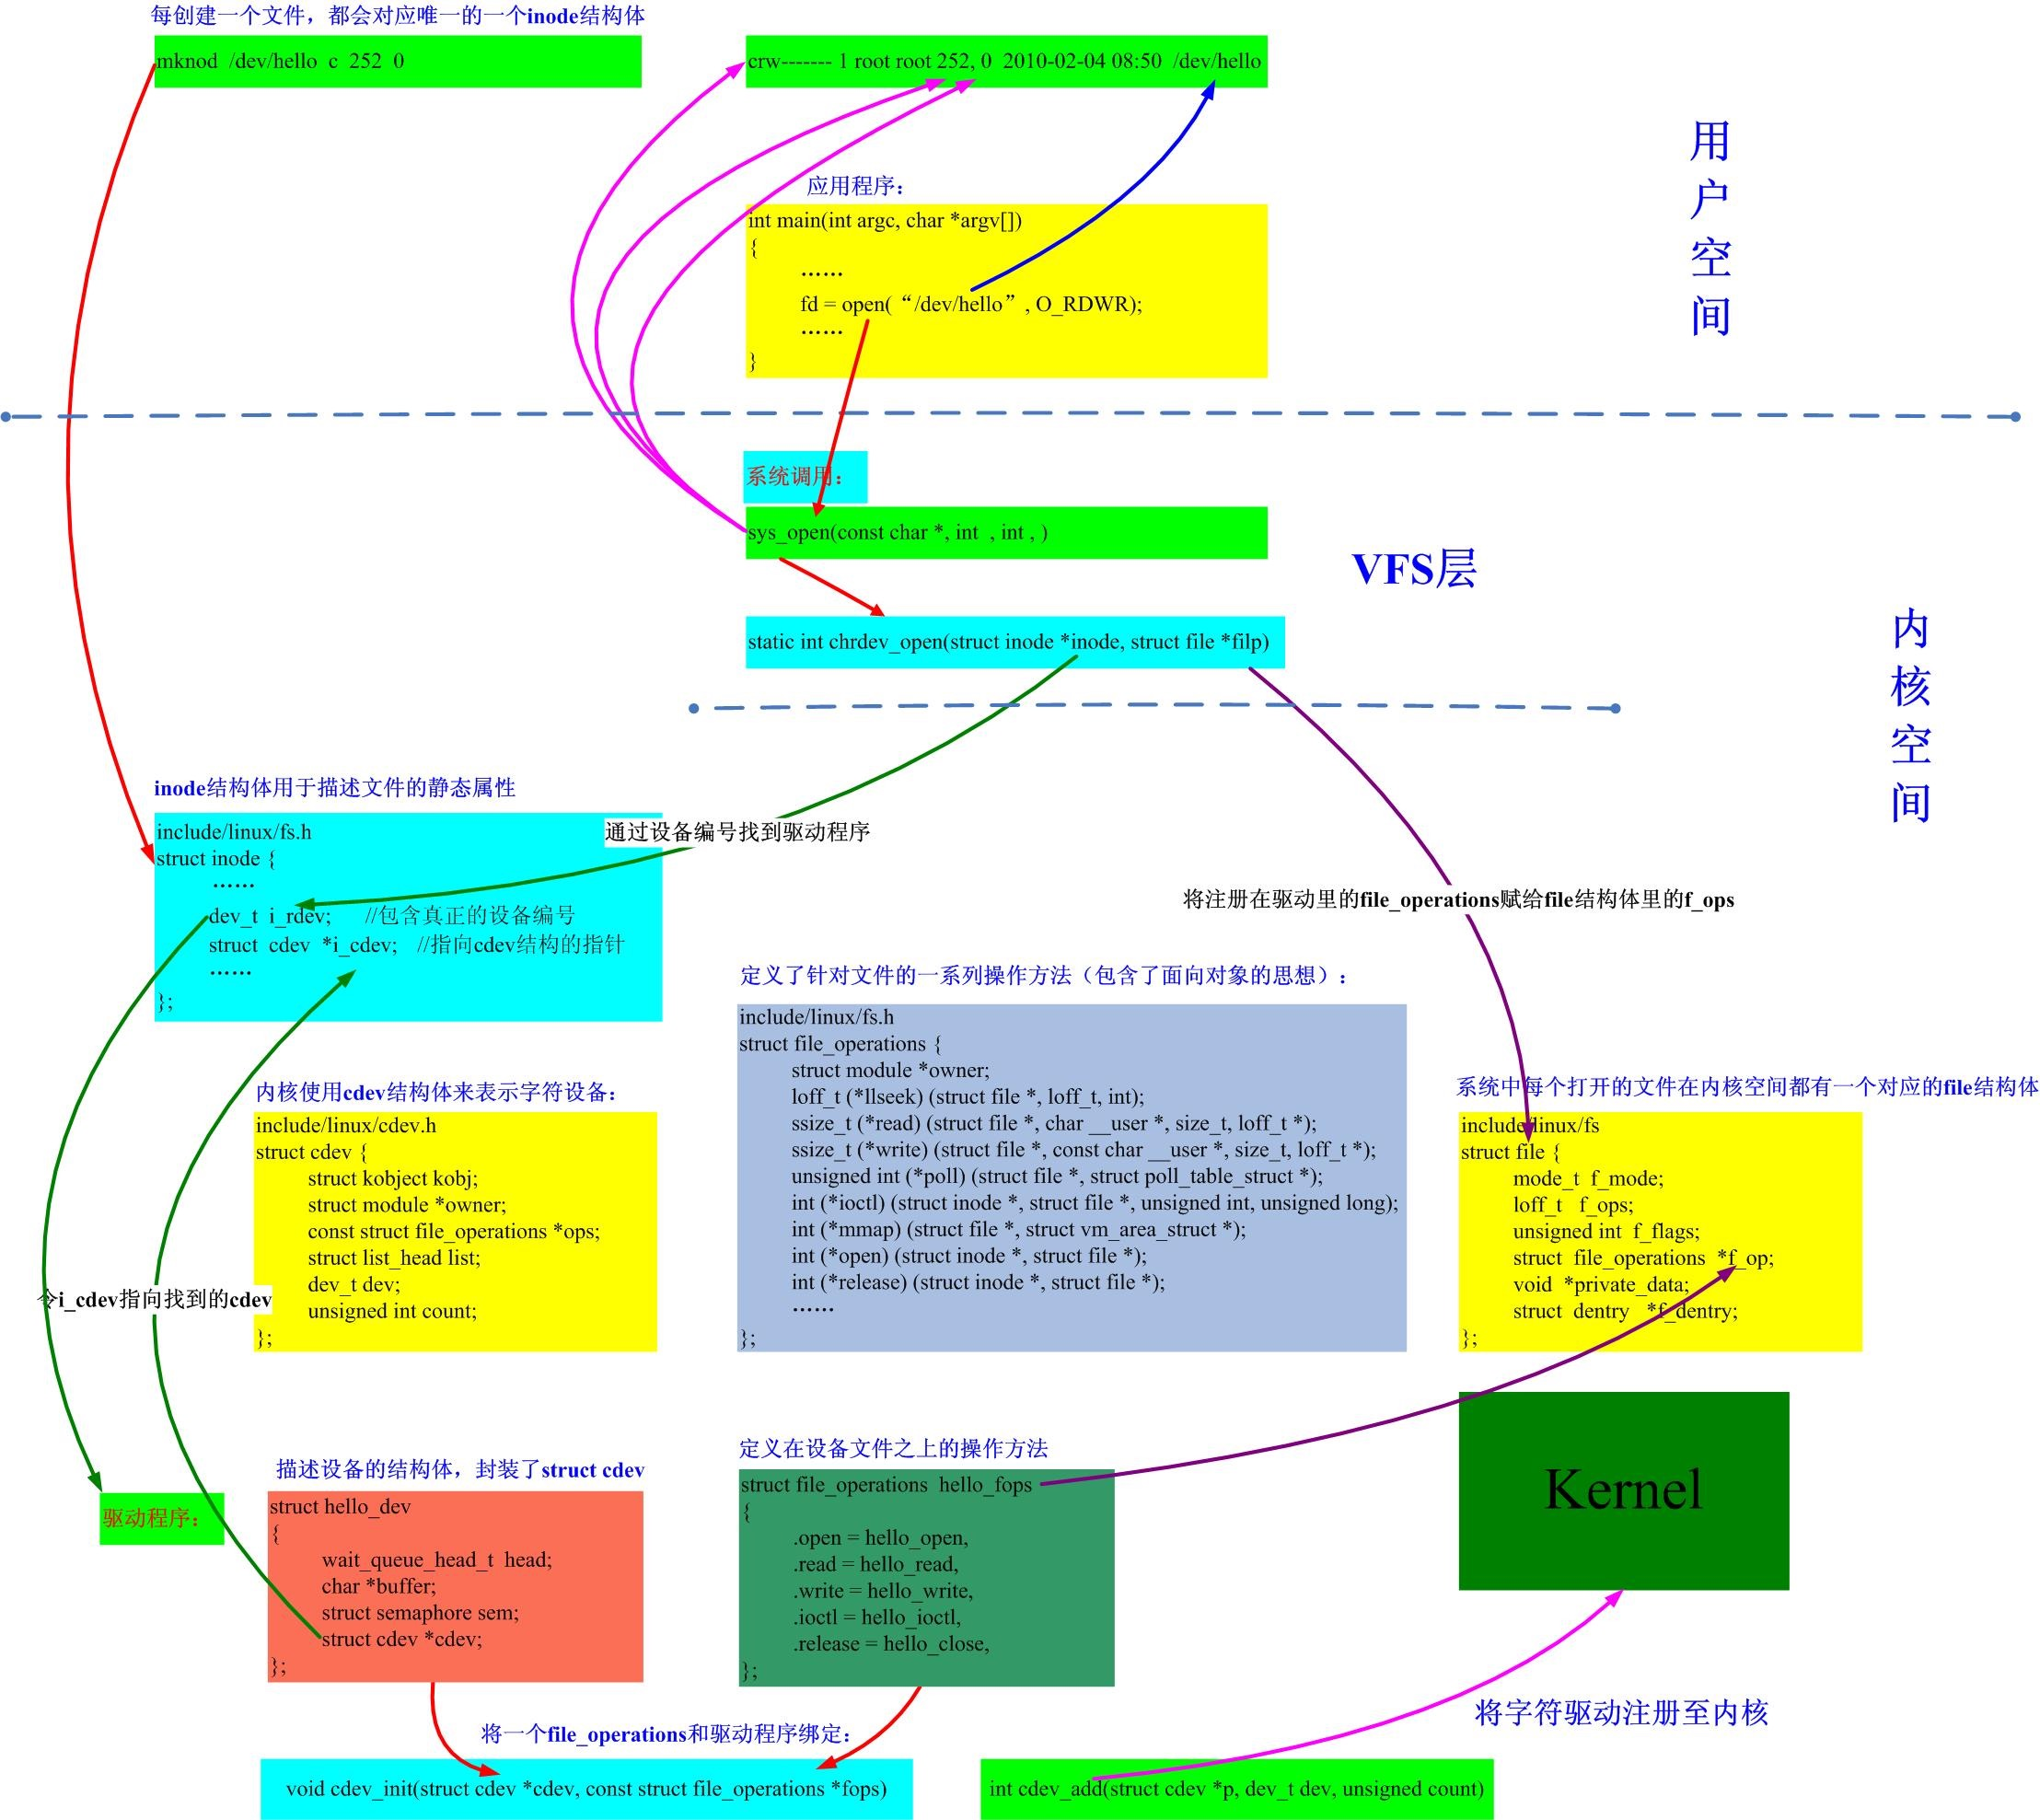 每创建一个文件，都会对应唯一的一个inode结构体
mknod /dev/hello c 252 0
crw------- 1 root root 252, 0 2010-02-04 08:50 /dev/hello
用户空间
应用程序：
int main(int argc, char *argv[])
{
……
fd = open(“/dev/hello”, O_RDWR);
……
}
系统调用：
sys_open(const char *, int , int , )
VFS层
static int chrdev_open(struct inode *inode, struct file *filp)
内核空间
inode结构体用于描述文件的静态属性
include/linux/fs.h
struct inode {
……
dev_t i_rdev; //包含真正的设备编号
struct cdev *i_cdev; //指向cdev结构的指针
……
};
通过设备编号找到驱动程序
将注册在驱动里的file_operations赋给file结构体里的f_ops
定义了针对文件的一系列操作方法（包含了面向对象的思想）：
include/linux/fs.h
struct file_operations {
struct module *owner;
loff_t (*llseek) (struct file *, loff_t, int);
ssize_t (*read) (struct file *, char __user *, size_t, loff_t *);
ssize_t (*write) (struct file *, const char __user *, size_t, loff_t *);
unsigned int (*poll) (struct file *, struct poll_table_struct *);
int (*ioctl) (struct inode *, struct file *, unsigned int, unsigned long);
int (*mmap) (struct file *, struct vm_area_struct *);
int (*open) (struct inode *, struct file *);
int (*release) (struct inode *, struct file *);
……
};
内核使用cdev结构体来表示字符设备：
include/linux/cdev.h
struct cdev {
struct kobject kobj;
struct module *owner;
const struct file_operations *ops;
struct list_head list;
dev_t dev;
unsigned int count;
};
令i_cdev指向找到的cdev
系统中每个打开的文件在内核空间都有一个对应的file结构体
include/linux/fs
struct file {
mode_t f_mode;
loff_t f_ops;
unsigned int f_flags;
struct file_operations *f_op;
void *private_data;
struct dentry *f_dentry;
};
Kernel
驱动程序：
描述设备的结构体，封装了struct cdev
struct hello_dev
{
wait_queue_head_t head;
char *buffer;
struct semaphore sem;
struct cdev *cdev;
};
定义在设备文件之上的操作方法
struct file_operations hello_fops
{
.open = hello_open,
.read = hello_read,
.write = hello_write,
.ioctl = hello_ioctl,
.release = hello_close,
};
将一个file_operations和驱动程序绑定：
void cdev_init(struct cdev *cdev, const struct file_operations *fops)
将字符驱动注册至内核
int cdev_add(struct cdev *p, dev_t dev, unsigned count)